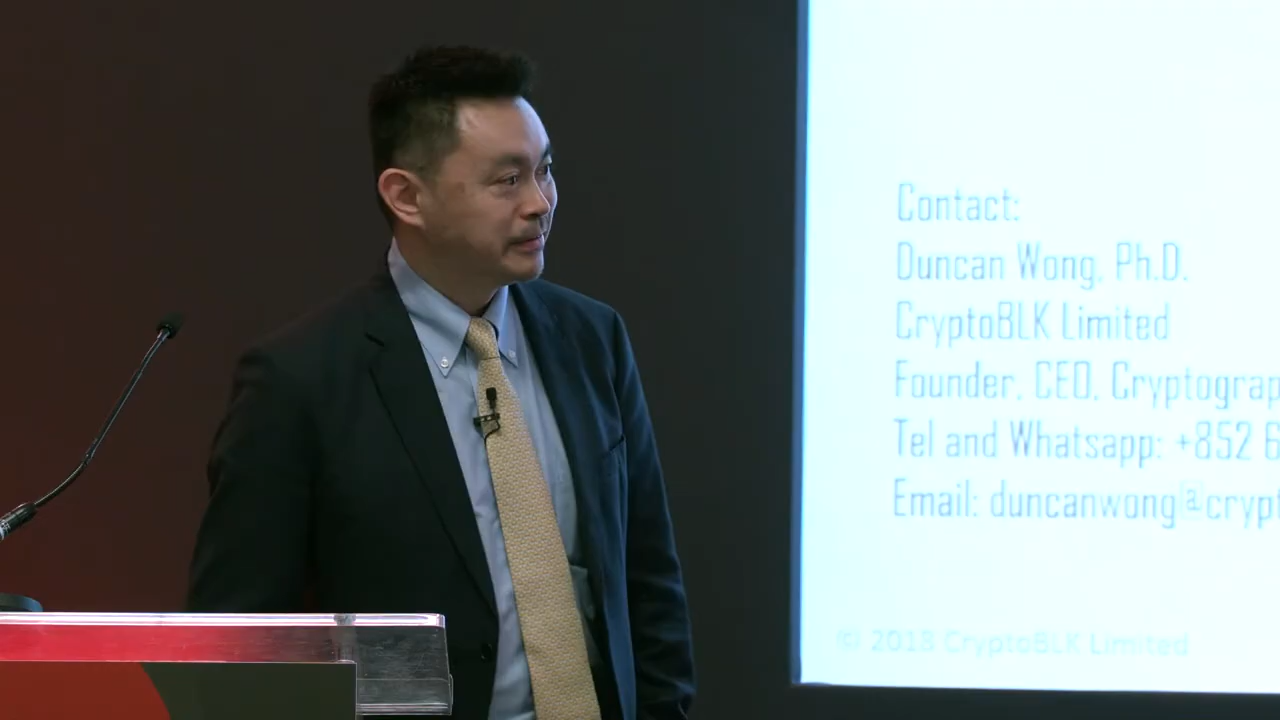 Contact:
Duncan Wong, Ph.D.
CryptoBLK Limited
Founder, CEO, Cryptograp
Tel and Whatsapp: +852 6
Email: duncanwong@crypt
© 2018 CryptoBLK Limited